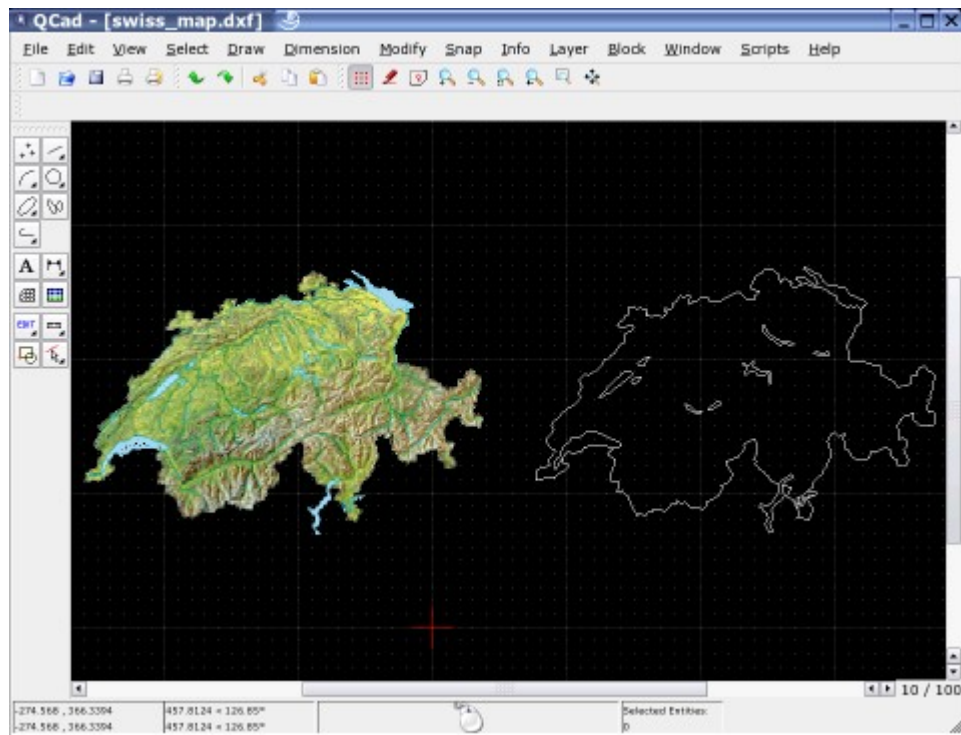 QCad - [swiss_map.dxf]
File Edit View Select Draw Dimension Modify Snap Info Layer Block Window Scripts Help
A
EDIT
10 / 100
-274.568 , 366.3394 457.8124 < 126.85° Selected Entities:
-274.568 , 366.3394 457.8124 < 126.85° 0